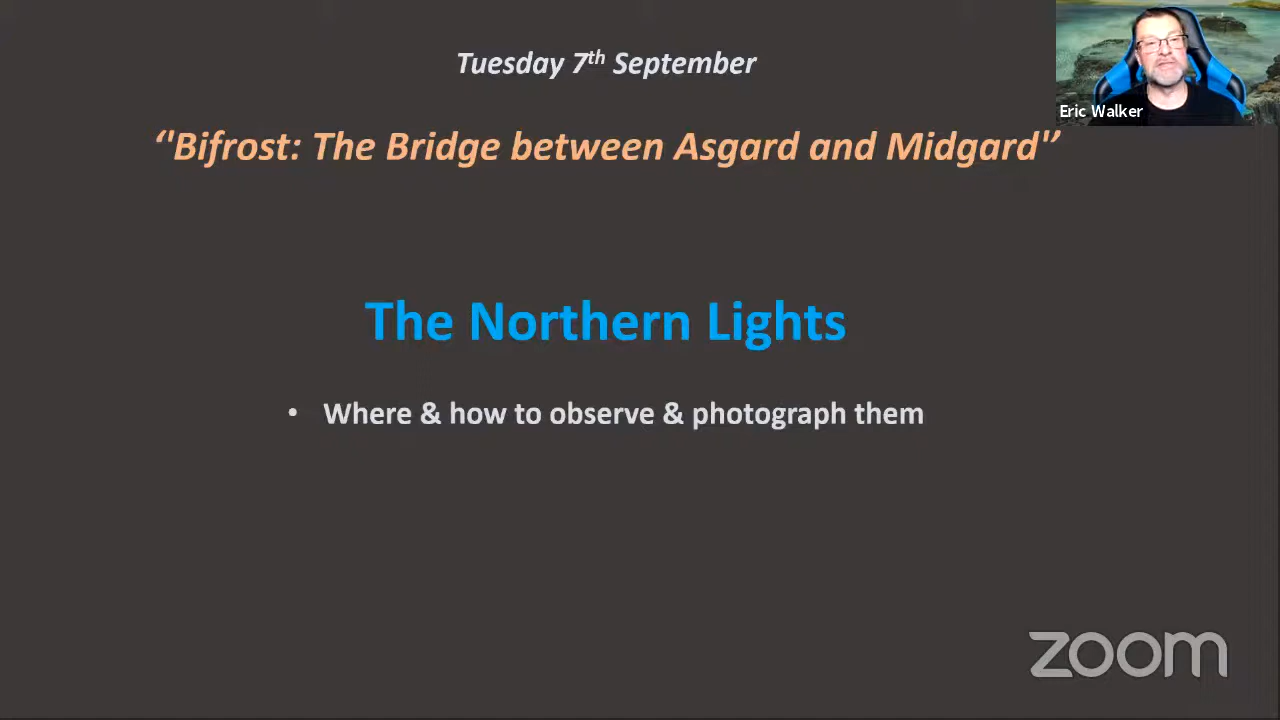 Tuesday 7th September
Eric Walker
‘'Bifrost: The Bridge between Asgard and Midgard'’
The Northern Lights
• Where & how to observe & photograph them
zoom